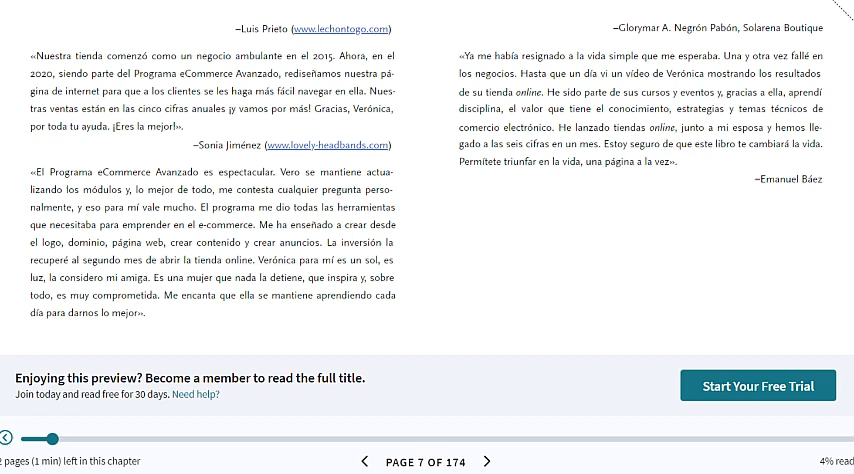 –Luis Prieto (www.lechontogo.com)
«Nuestra tienda comenzó como un negocio ambulante en el 2015. Ahora, en el
2020, siendo parte del Programa eCommerce Avanzado, rediseñamos nuestra pá-
gina de internet para que a los clientes se les haga más fácil navegar en ella. Nues-
tras ventas están en las cinco cifras anuales ¡y vamos por más! Gracias, Verónica,
por toda tu ayuda. ¡Eres la mejor!».
–Sonia Jiménez (www.lovely-headbands.com)
«El Programa eCommerce Avanzado es espectacular. Vero se mantiene actua-
lizando los módulos y, lo mejor de todo, me contesta cualquier pregunta perso-
nalmente, y eso para mí vale mucho. El programa me dio todas las herramientas
que necesitaba para emprender en el e-commerce. Me ha enseñado a crear desde
el logo, dominio, página web, crear contenido y crear anuncios. La inversión la
recuperé al segundo mes de abrir la tienda online. Verónica para mí es un sol, es
luz, la considero mi amiga. Es una mujer que nada la detiene, que inspira y, sobre
todo, es muy comprometida. Me encanta que ella se mantiene aprendiendo cada
día para darnos lo mejor».
–Glorymar A. Negrón Pabón, Solarena Boutique
«Ya me había resignado a la vida simple que me esperaba. Una y otra vez fallé en
los negocios. Hasta que un día vi un vídeo de Verónica mostrando los resultados
de su tienda online. He sido parte de sus cursos y eventos y, gracias a ella, aprendí
disciplina, el valor que tiene el conocimiento, estrategias y temas técnicos de
comercio electrónico. He lanzado tiendas online, junto a mi esposa y hemos lle-
gado a las seis cifras en un mes. Estoy seguro de que este libro te cambiará la vida.
Permítete triunfar en la vida, una página a la vez».
–Emanuel Báez
Enjoying this preview? Become a member to read the full title.
Join today and read free for 30 days. Need help?
Start Your Free Trial
2 pages (1 min) left in this chapter
PAGE 7 OF 174
4% read